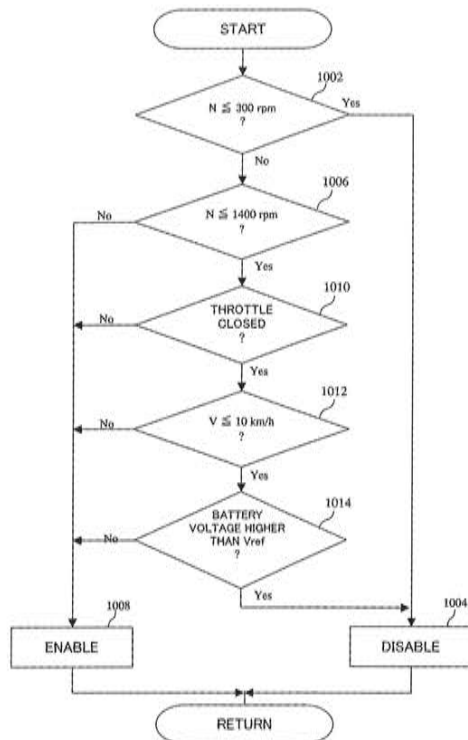 START
1002
N ≦ 300 rpm
?
Yes
No
1006
N ≦ 1400 rpm
?
No
Yes
1010
THROTTLE
CLOSED
?
No
Yes
1012
V ≦ 10 km/h
?
No
Yes
1014
BATTERY
VOLTAGE HIGHER
THAN Vref
?
No
Yes
1008
ENABLE
1004
DISABLE
RETURN